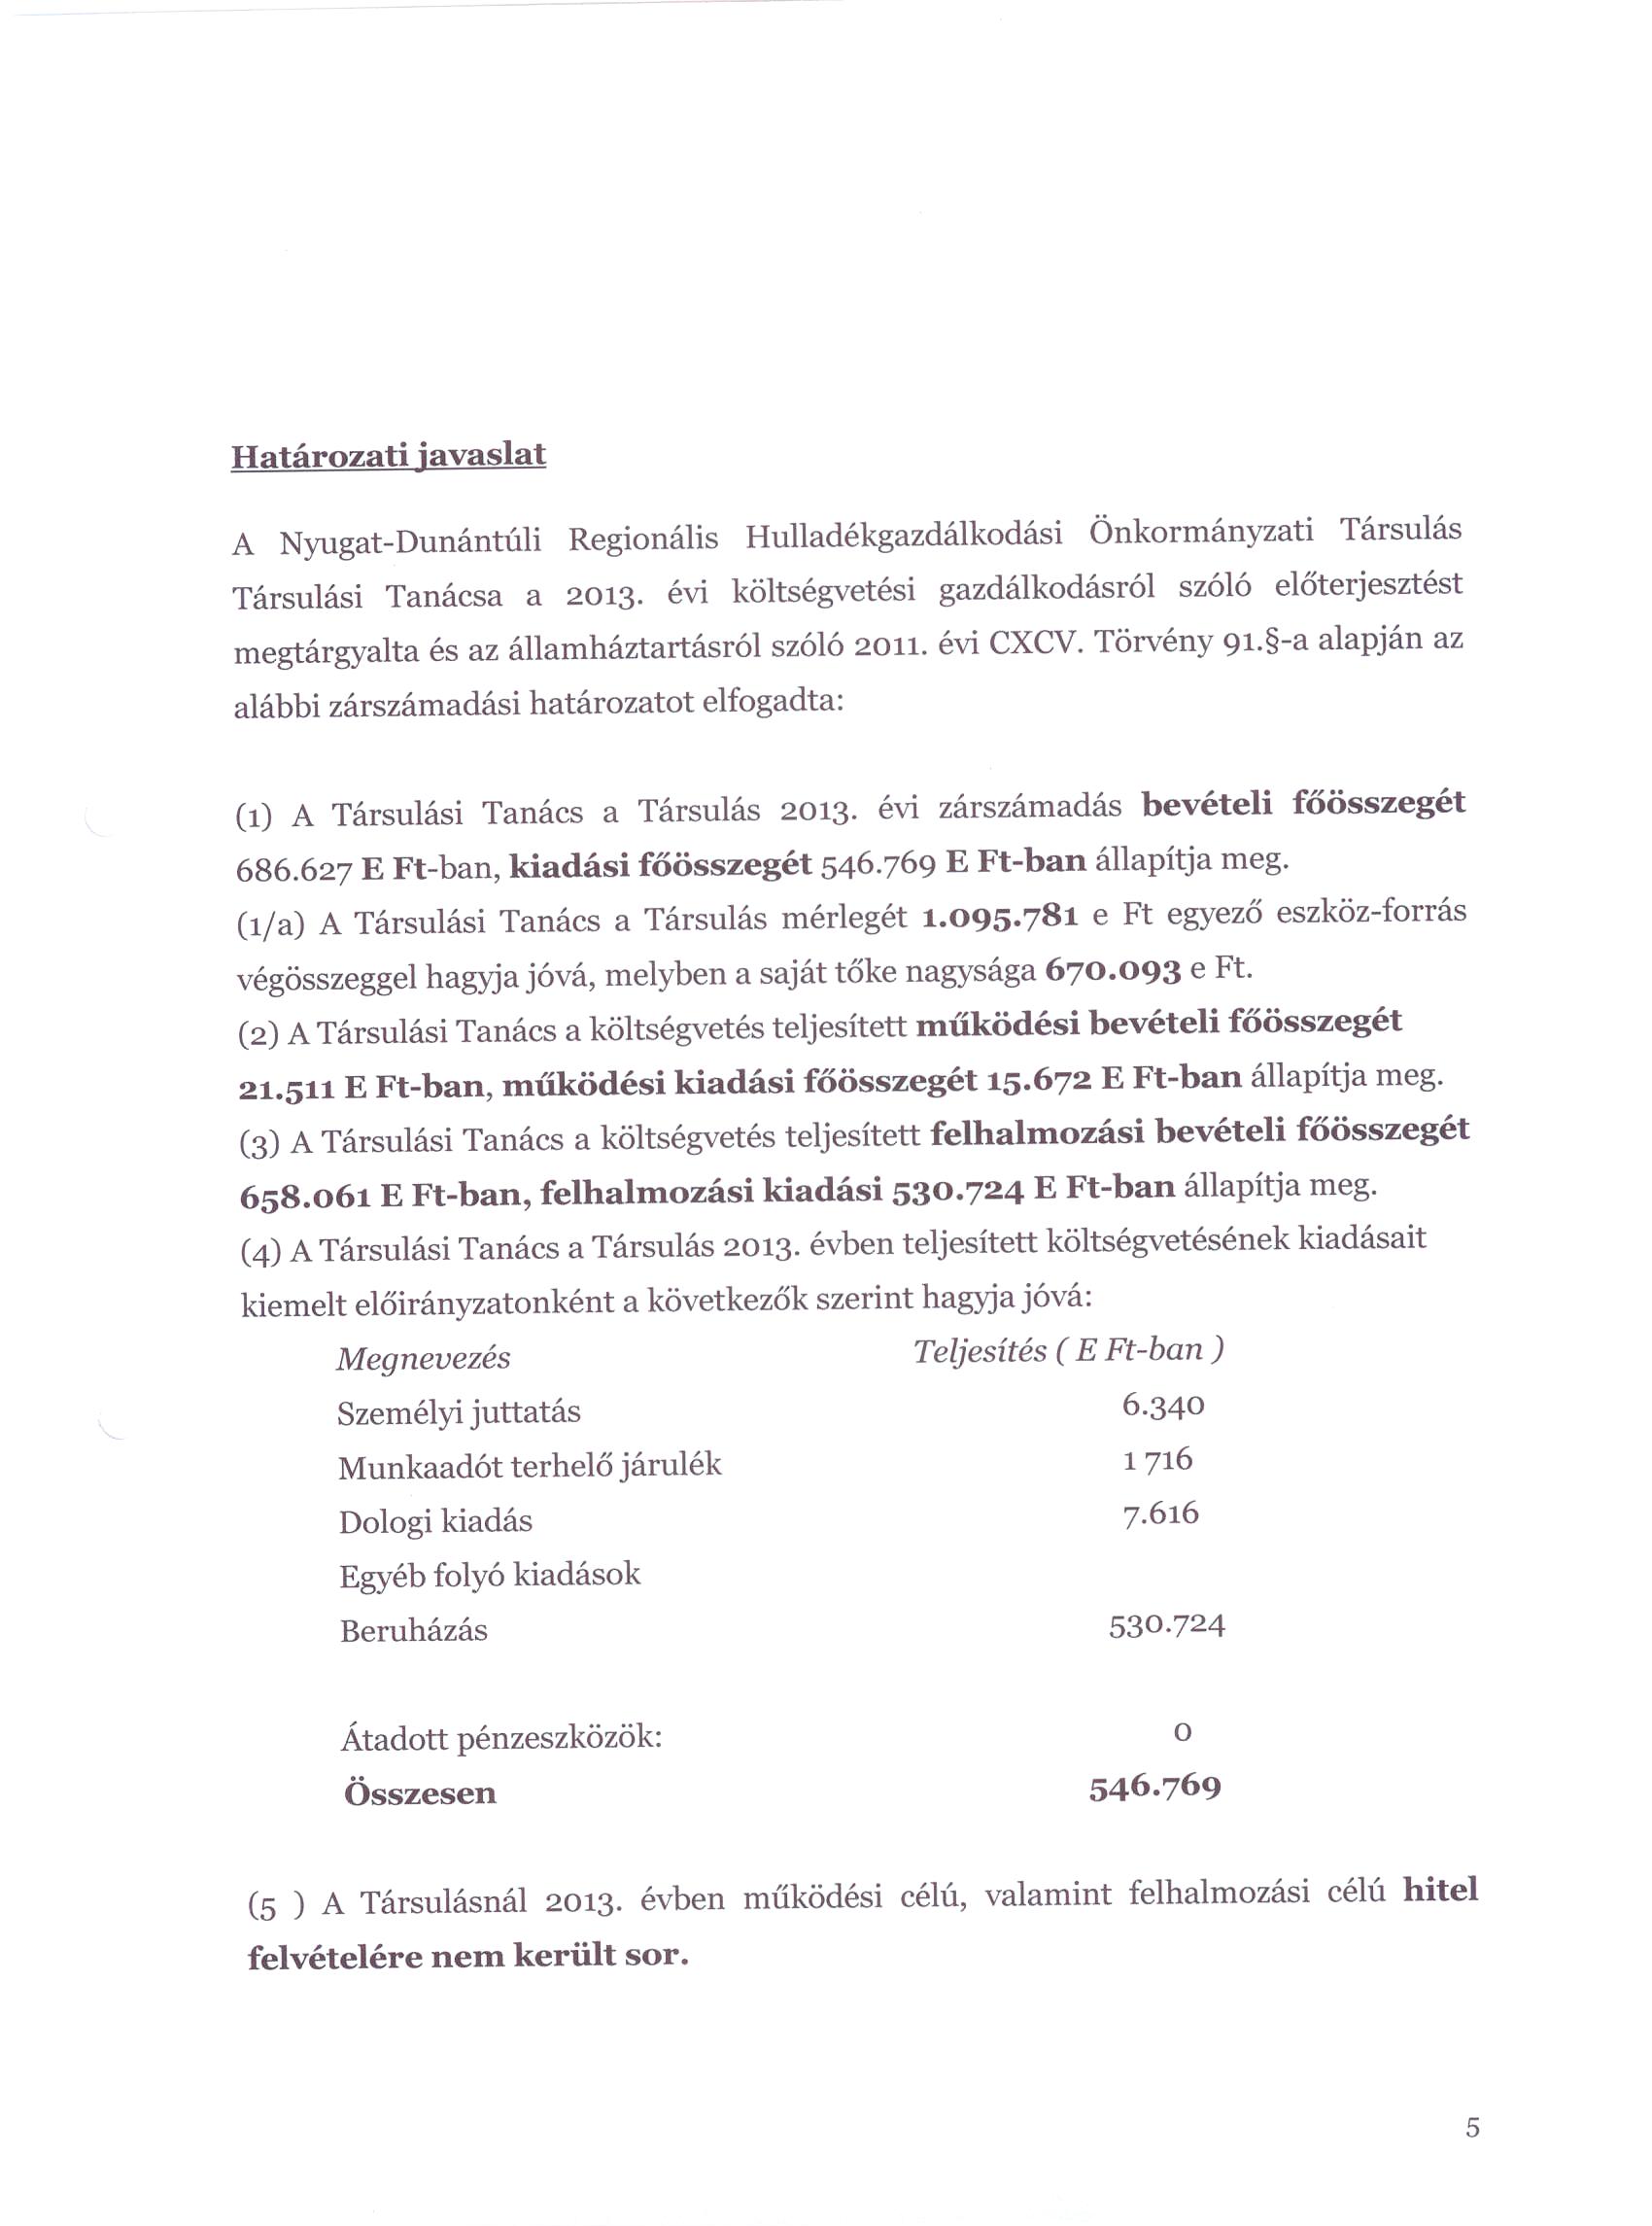 Határozati javaslat
A Nyugat-Dunántúli Regionális Hulladékgazdálkodási Önkormányzati Társulás
Társulási Tanácsa a 2013. évi költségvetési gazdálkodásról szóló előterjesztést
megtárgyalta és az államháztartásról szóló 2011. évi CXCV. Törvény 91.§-a alapján az
alábbi zárszámadási határozatot elfogadta:
(1) A Társulási Tanács a Társulás 2013. évi zárszámadás bevételi főösszegét
686.627 E Ft-ban, kiadási főösszegét 546.769 E Ft-ban állapítja meg.
(1/a) A Társulási Tanács a Társulás mérlegét 1.095.781 e Ft egyező eszköz-forrás
végösszeggel hagyja jóvá, melyben a saját tőke nagysága 670.093 e Ft.
(2) A Társulási Tanács a költségvetés teljesített működési bevételi főösszegét
21.511 E Ft-ban, működési kiadási főösszegét 15.672 E Ft-ban állapítja meg.
(3) A Társulási Tanács a költségvetés teljesített felhalmozási bevételi főösszegét
658.061 E Ft-ban, felhalmozási kiadási 530.724 E Ft-ban állapítja meg.
(4) A Társulási Tanács a Társulás 2013. évben teljesített költségvetésének kiadásait
kiemelt előirányzatonként a következők szerint hagyja jóvá:
Megnevezés Teljesítés ( E Ft-ban )
Személyi juttatás 6.340
Munkaadót terhelő járulék 1 716
Dologi kiadás 7.616
Egyéb folyó kiadások
Beruházás 530.724
Átadott pénzeszközök: 0
Összesen 546.769
(5 ) A Társulásnál 2013. évben működési célú, valamint felhalmozási célú hitel
felvételére nem került sor.
5